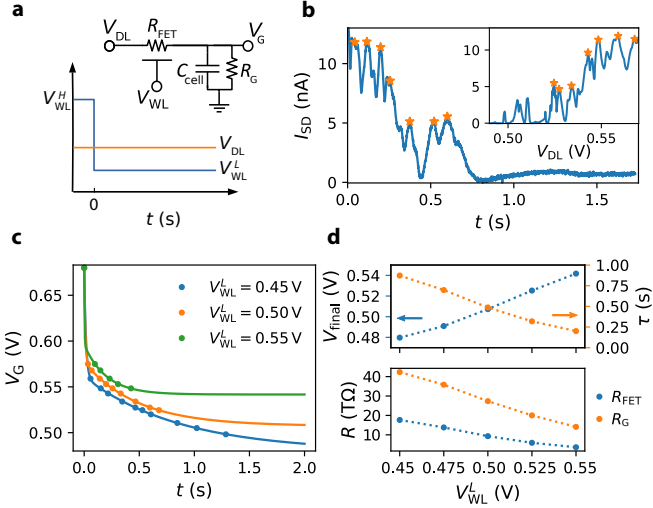 a
V_DL
R_FET
V_G
C_cell
R_G
V_WL
V_WL^H
V_DL
V_WL^L
0
t (s)
b
I_SD (nA)
10
5
0
0.0 0.5 1.0 1.5
t (s)
10
5
0
0.50 0.55
V_DL (V)
c
V_G (V)
0.65
0.60
0.55
0.50
V_WL^L = 0.45 V
V_WL^L = 0.50 V
V_WL^L = 0.55 V
0.0 0.5 1.0 1.5 2.0
t (s)
d
V_final (V)
0.54
0.52
0.50
0.48
1.00
0.75
0.50
0.25
0.00
τ (s)
R (TΩ)
40
30
20
10
R_FET
R_G
0.45 0.475 0.50 0.525 0.55
V_WL^L (V)